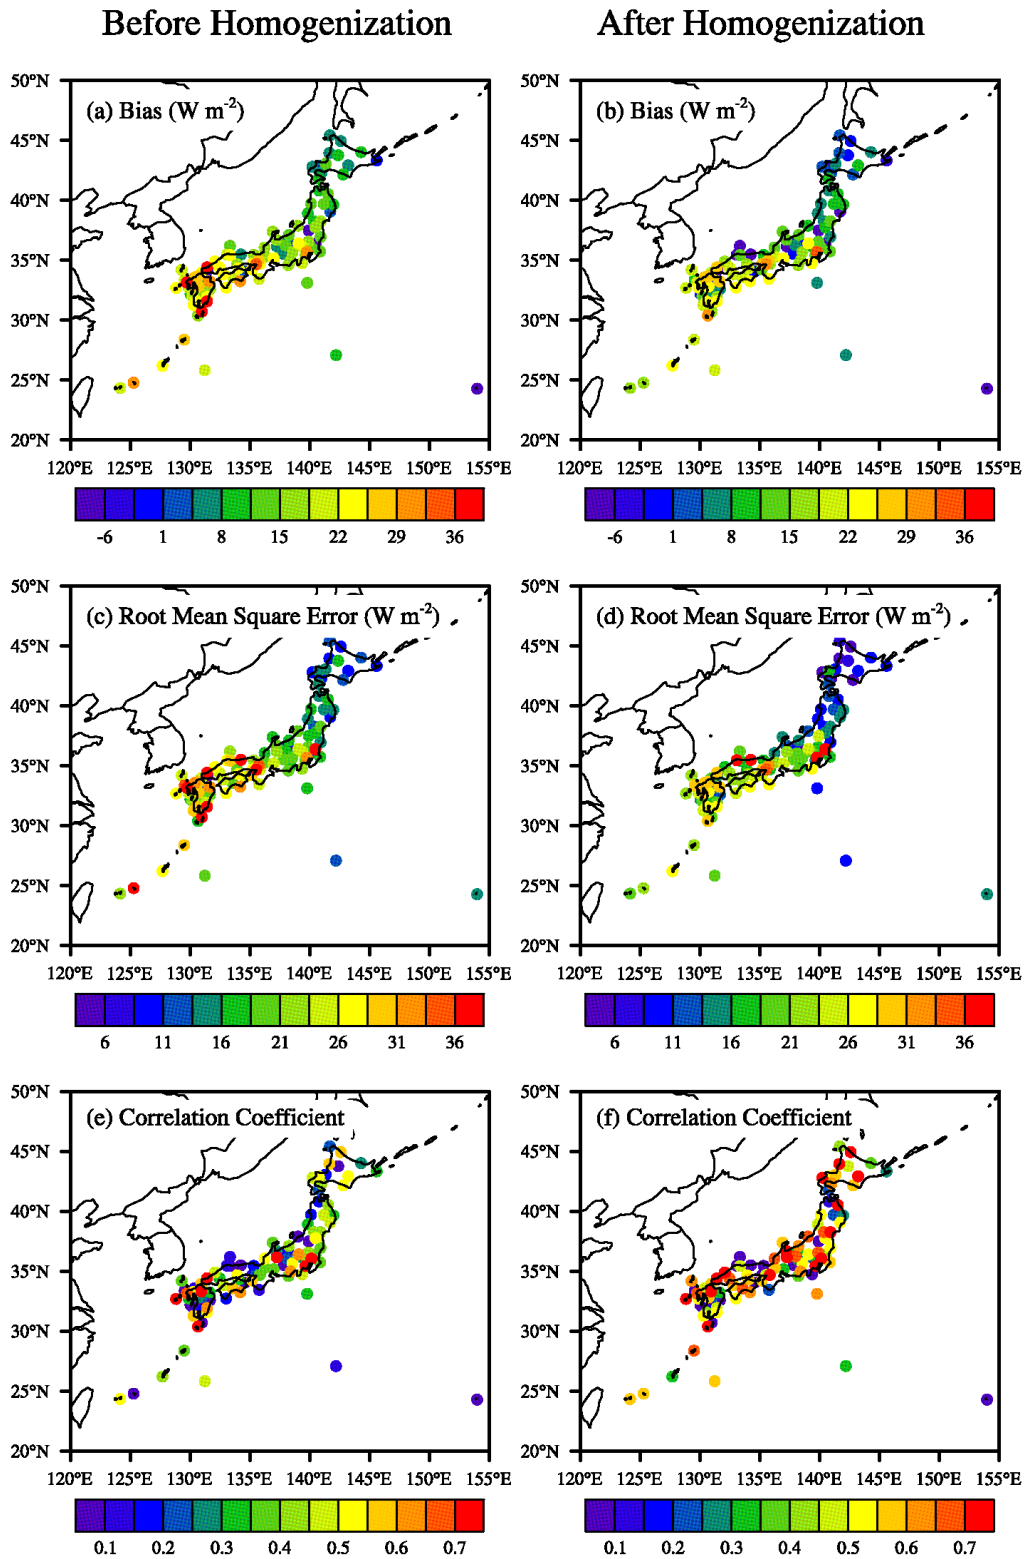 Before Homogenization After Homogenization
50°N 50°N
(a) Bias (W m-2) (b) Bias (W m-2)
45°N 45°N
40°N 40°N
35°N 35°N
30°N 30°N
25°N 25°N
20°N 20°N
120°E 125°E 130°E 135°E 140°E 145°E 150°E 155°E 120°E 125°E 130°E 135°E 140°E 145°E 150°E 155°E
-6 1 8 15 22 29 36 -6 1 8 15 22 29 36
50°N 50°N
(c) Root Mean Square Error (W m-2) (d) Root Mean Square Error (W m-2)
45°N 45°N
40°N 40°N
35°N 35°N
30°N 30°N
25°N 25°N
20°N 20°N
120°E 125°E 130°E 135°E 140°E 145°E 150°E 155°E 120°E 125°E 130°E 135°E 140°E 145°E 150°E 155°E
6 11 16 21 26 31 36 6 11 16 21 26 31 36
50°N 50°N
(e) Correlation Coefficient (f) Correlation Coefficient
45°N 45°N
40°N 40°N
35°N 35°N
30°N 30°N
25°N 25°N
20°N 20°N
120°E 125°E 130°E 135°E 140°E 145°E 150°E 155°E 120°E 125°E 130°E 135°E 140°E 145°E 150°E 155°E
0.1 0.2 0.3 0.4 0.5 0.6 0.7 0.1 0.2 0.3 0.4 0.5 0.6 0.7